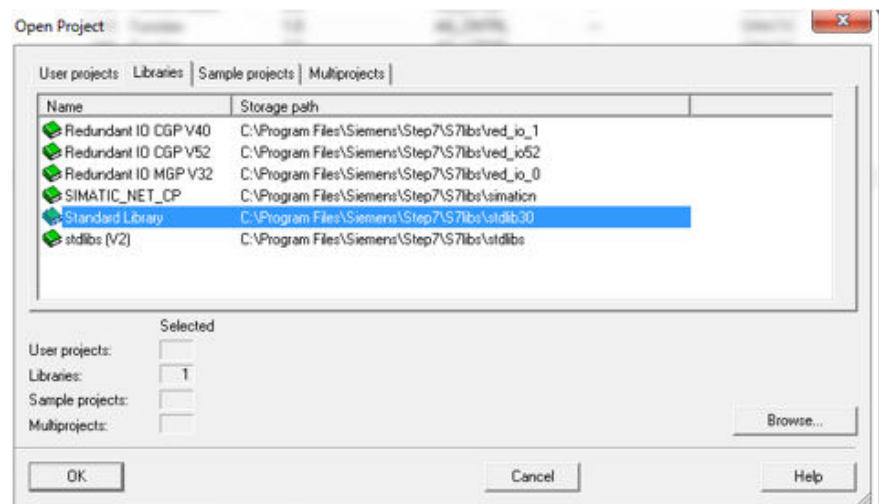 Open Project
User projects Libraries Sample projects Multiprojects
Name Storage path
Redundant IO CGP V40 C:\Program Files\Siemens\Step7\S7libs\red_io_1
Redundant IO CGP V52 C:\Program Files\Siemens\Step7\S7libs\red_io52
Redundant IO MGP V32 C:\Program Files\Siemens\Step7\S7libs\red_io_0
SIMATIC_NET_CP C:\Program Files\Siemens\Step7\S7libs\simaticn
Standard Library C:\Program Files\Siemens\Step7\S7libs\stdlib30
stdlibs (V2) C:\Program Files\Siemens\Step7\S7libs\stdlibs
Selected
User projects:
Libraries: 1
Sample projects:
Multiprojects:
Browse...
OK Cancel Help